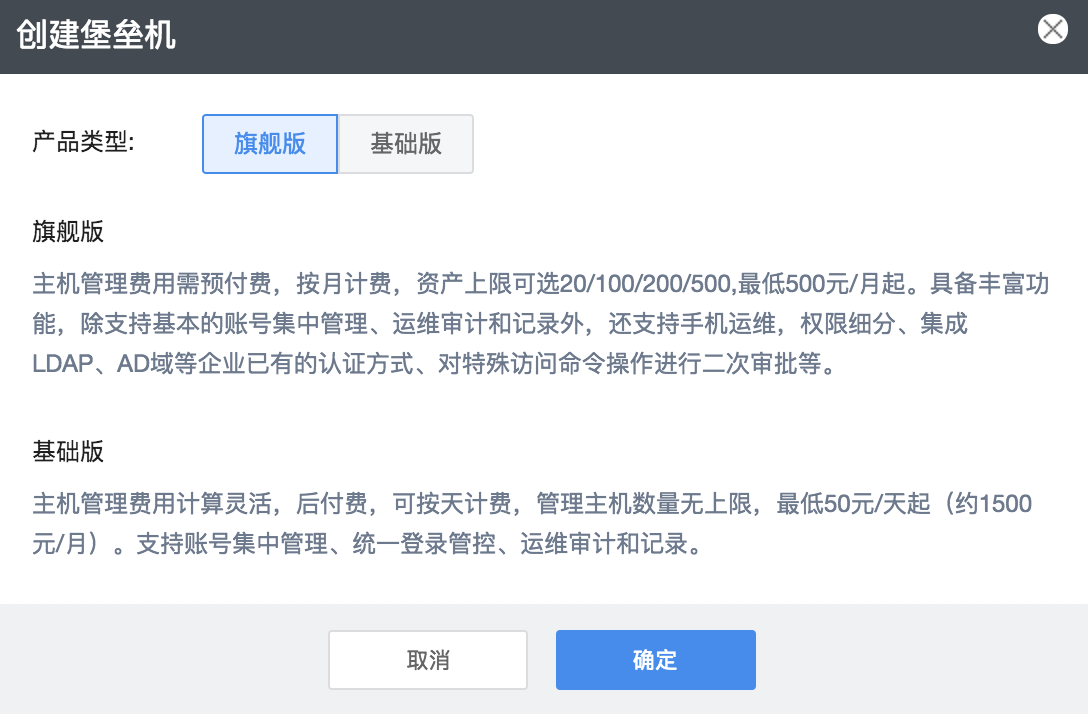 创建堡垒机
产品类型:
旗舰版
基础版
旗舰版
主机管理费用需预付费，按月计费，资产上限可选20/100/200/500,最低500元/月起。具备丰富功
能，除支持基本的账号集中管理、运维审计和记录外，还支持手机运维，权限细分、集成
LDAP、AD域等企业已有的认证方式、对特殊访问命令操作进行二次审批等。
基础版
主机管理费用计算灵活，后付费，可按天计费，管理主机数量无上限，最低50元/天起（约1500
元/月）。支持账号集中管理、统一登录管控、运维审计和记录。
取消
确定